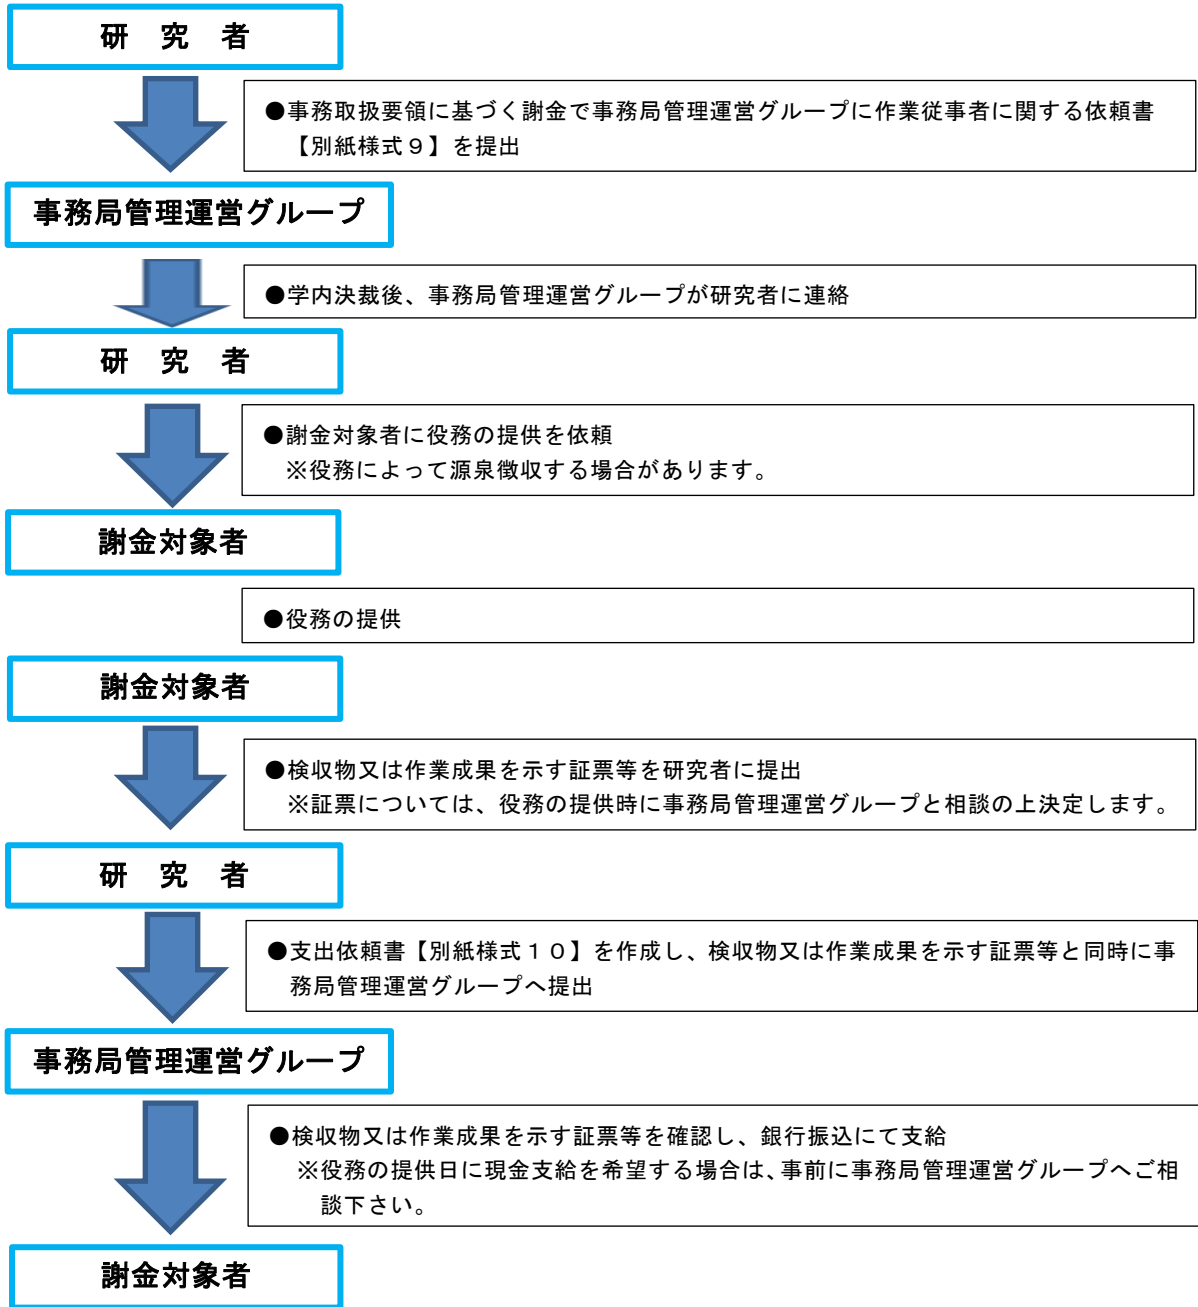 研　究　者
●事務取扱要領に基づく謝金で事務局管理運営グループに作業従事者に関する依頼書
【別紙様式９】を提出
事務局管理運営グループ
●学内決裁後、事務局管理運営グループが研究者に連絡
研　究　者
●謝金対象者に役務の提供を依頼
※役務によって源泉徴収する場合があります。
謝金対象者
●役務の提供
謝金対象者
●検収物又は作業成果を示す証票等を研究者に提出
※証票については、役務の提供時に事務局管理運営グループと相談の上決定します。
研　究　者
●支出依頼書【別紙様式１０】を作成し、検収物又は作業成果を示す証票等と同時に事
務局管理運営グループへ提出
事務局管理運営グループ
●検収物又は作業成果を示す証票等を確認し、銀行振込にて支給
※役務の提供日に現金支給を希望する場合は、事前に事務局管理運営グループへご相
談下さい。
謝金対象者